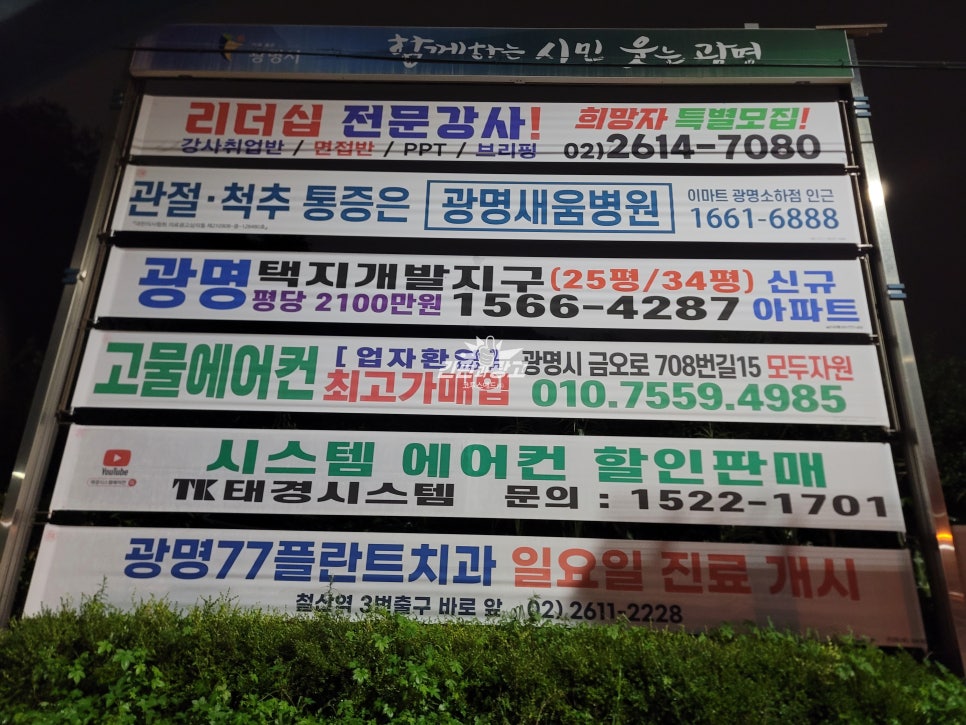 광명시 함께하는 시민 웃는 광명
리더십 전문강사! 희망자 특별모집!
강사취업반 / 면접반 / PPT / 브리핑 02)2614-7080
관절·척추 통증은 광명새움병원 이마트 광명소하점 인근
1661-6888
광명 택지개발지구 (25평/34평) 신규
평당 2100만원 1566-4287 아파트
고물에어컨 [ 업자환영 ] 광명시 금오로 708번길15 모두자원
최고가매입 010.7559.4985
시스템 에어컨 할인판매
YouTube
TK태경시스템 문의 : 1522-1701
광명77플란트치과 일요일 진료 개시
철산역 3번출구 바로 앞 02) 2611-2228